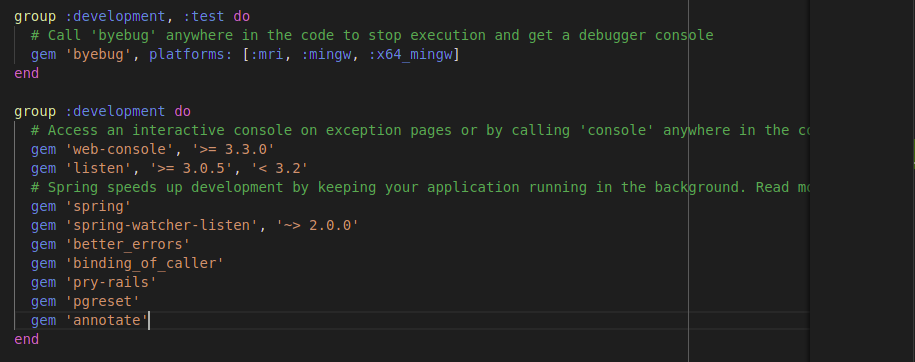 group :development, :test do
  # Call 'byebug' anywhere in the code to stop execution and get a debugger console
  gem 'byebug', platforms: [:mri, :mingw, :x64_mingw]
end
group :development do
  # Access an interactive console on exception pages or by calling 'console' anywhere in the
  gem 'web-console', '>= 3.3.0'
  gem 'listen', '>= 3.0.5', '< 3.2'
  # Spring speeds up development by keeping your application running in the background. Read
  gem 'spring'
  gem 'spring-watcher-listen', '~> 2.0.0'
  gem 'better_errors'
  gem 'binding_of_caller'
  gem 'pry-rails'
  gem 'pgreset'
  gem 'annotate'
end